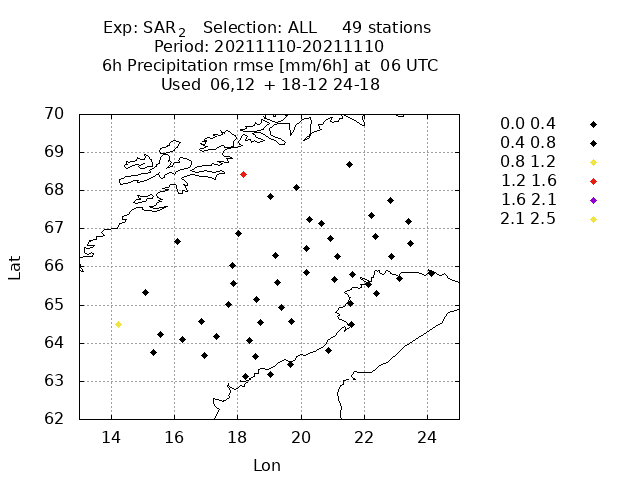 Exp: SAR2 Selection: ALL 49 stations
Period: 20211110-20211110
6h Precipitation rmse [mm/6h] at 06 UTC
Used 06,12 + 18-12 24-18
70
69
68
67
66
65
64
63
62
Lat
14 16 18 20 22 24
Lon
0.0 0.4
0.4 0.8
0.8 1.2
1.2 1.6
1.6 2.1
2.1 2.5